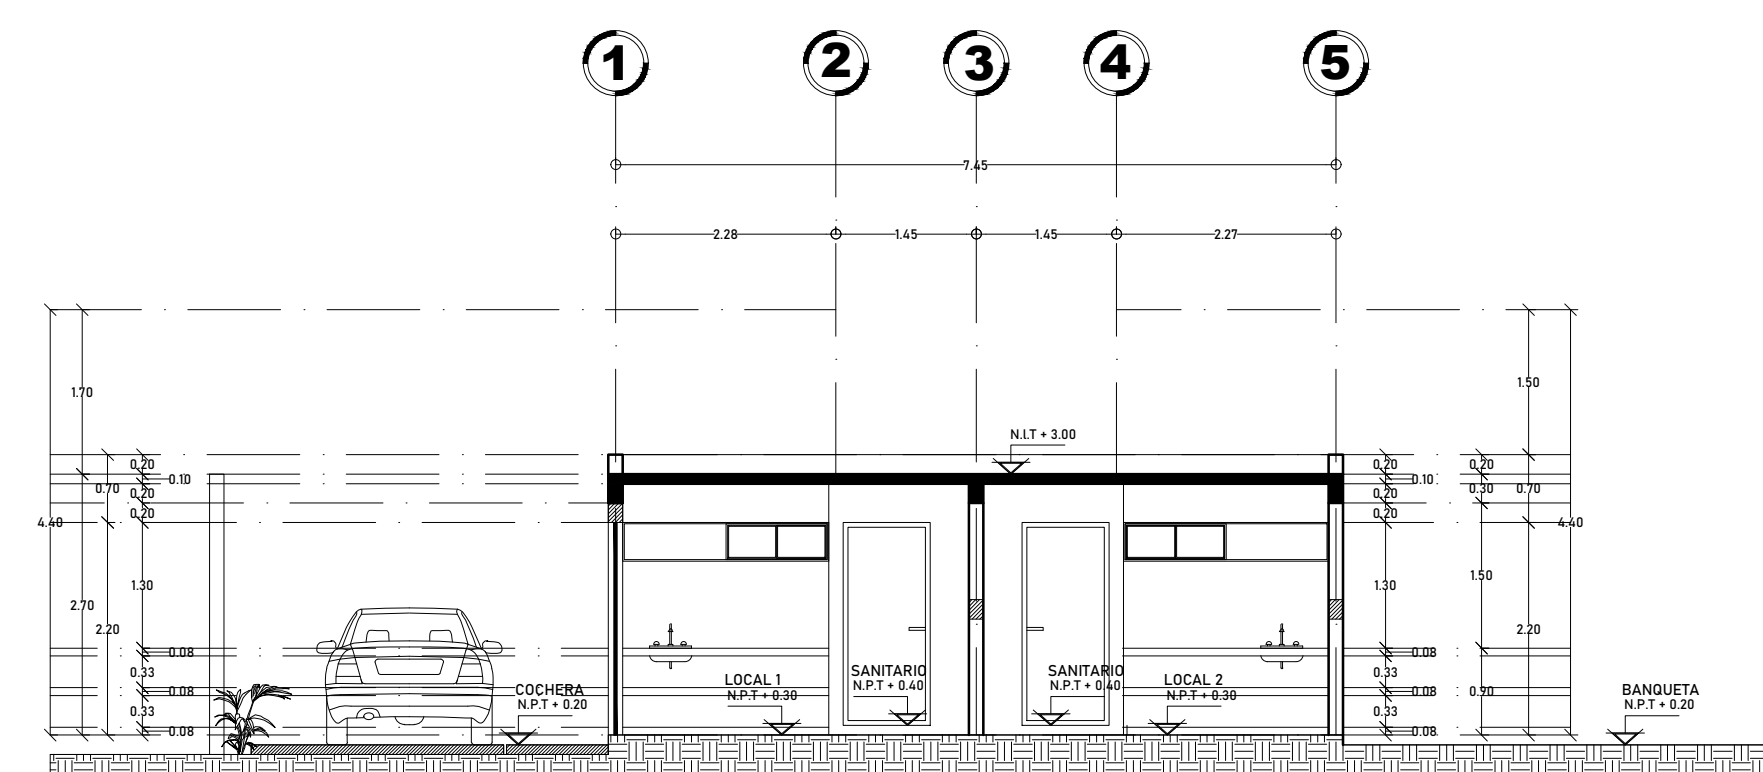 1 2 3 4 5
7.45
2.28 1.45 1.45 2.27
1.70
1.50
N.I.T + 3.00
0.20
0.20 0.20
0.10
0.10
0.70
0.20
0.20 0.30 0.70
0.20
0.20
4.40
4.40
1.30
1.30 1.50
2.70
2.20
2.20
0.08
0.08
0.33
0.33
SANITARIO SANITARIO
N.P.T + 0.40 N.P.T + 0.40
LOCAL 1 LOCAL 2
N.P.T + 0.30 N.P.T + 0.30
COCHERA
N.P.T + 0.20
BANQUETA
N.P.T + 0.20
0.08
0.08 0.90
0.33
0.33
0.08
0.08